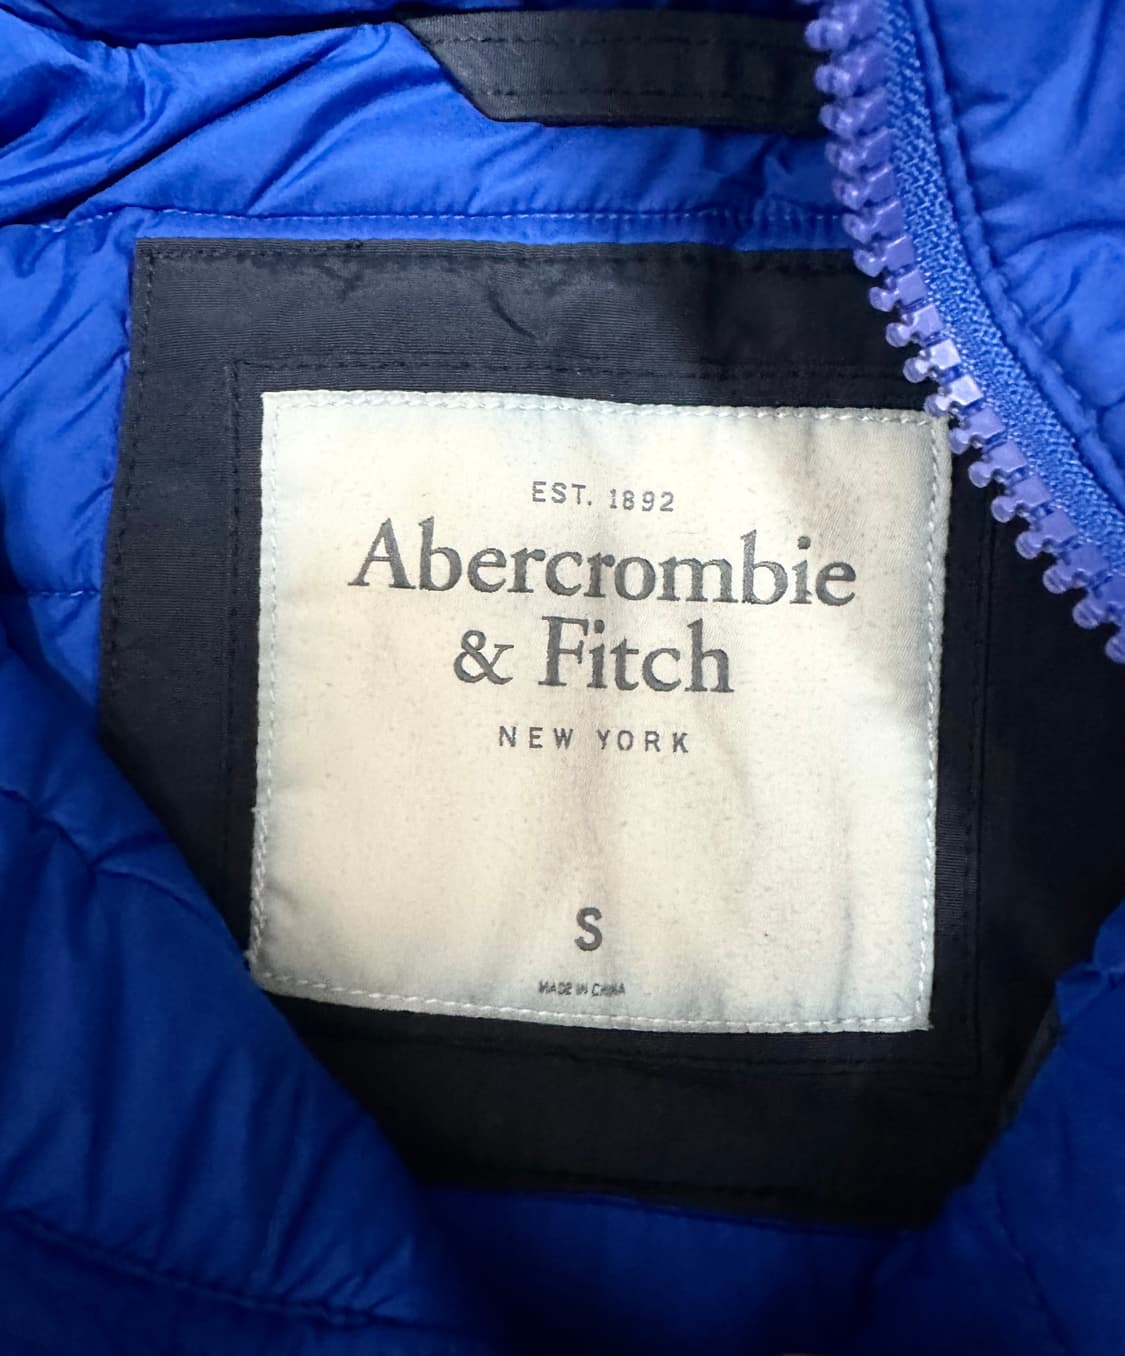 EST. 1892
Abercrombie
& Fitch
NEW YORK
S
MADE IN CHINA